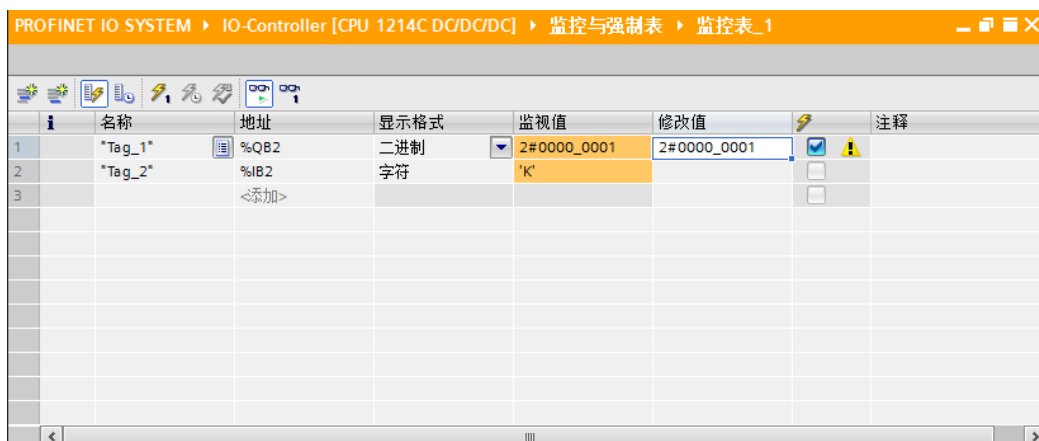 PROFINET IO SYSTEM ▸ IO-Controller [CPU 1214C DC/DC/DC] ▸ 监控与强制表 ▸ 监控表_1
i 名称 地址 显示格式 监视值 修改值 注释
1 "Tag_1" %QB2 二进制 2#0000_0001 2#0000_0001
2 "Tag_2" %IB2 字符 'K'
3 <添加>